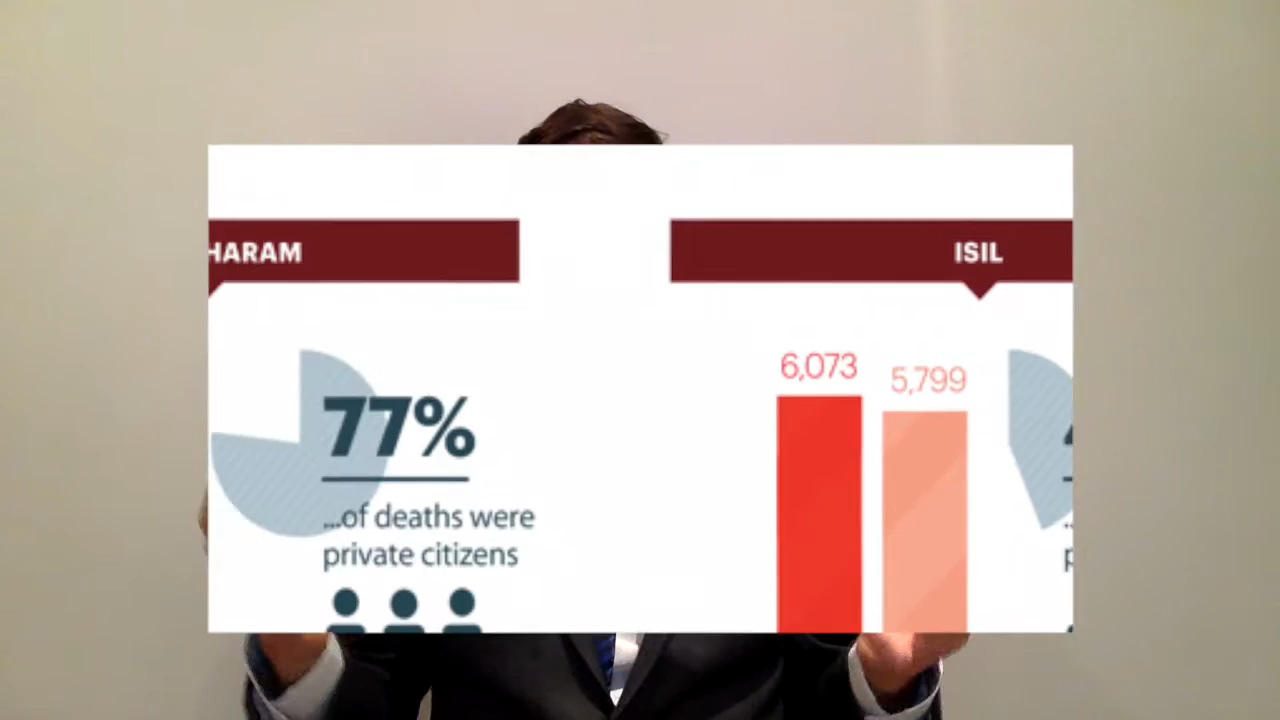 HARAM
ISIL
77%
...of deaths were
private citizens
6,073
5,799